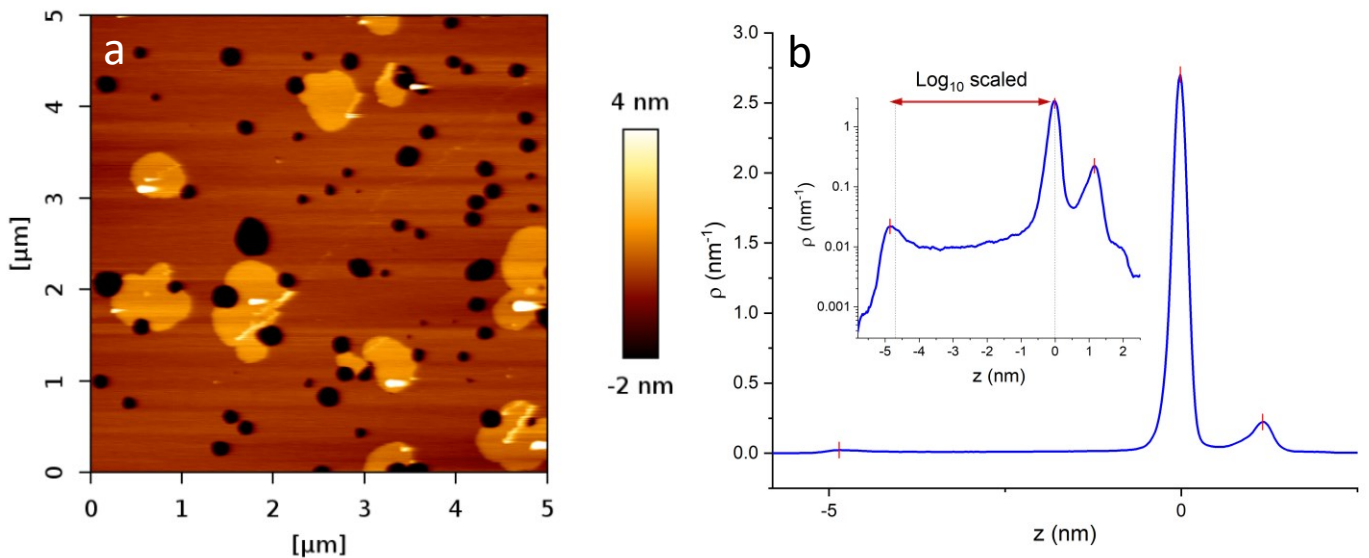 a
5
4
3
2
1
0
[µm]
0 1 2 3 4 5
[µm]
4 nm
-2 nm
b
3.0
2.5
2.0
1.5
1.0
0.5
0.0
ρ (nm⁻¹)
-5 0
z (nm)
Log₁₀ scaled
1
0.1
0.01
0.001
ρ (nm⁻¹)
-5 -4 -3 -2 -1 0 1 2
z (nm)